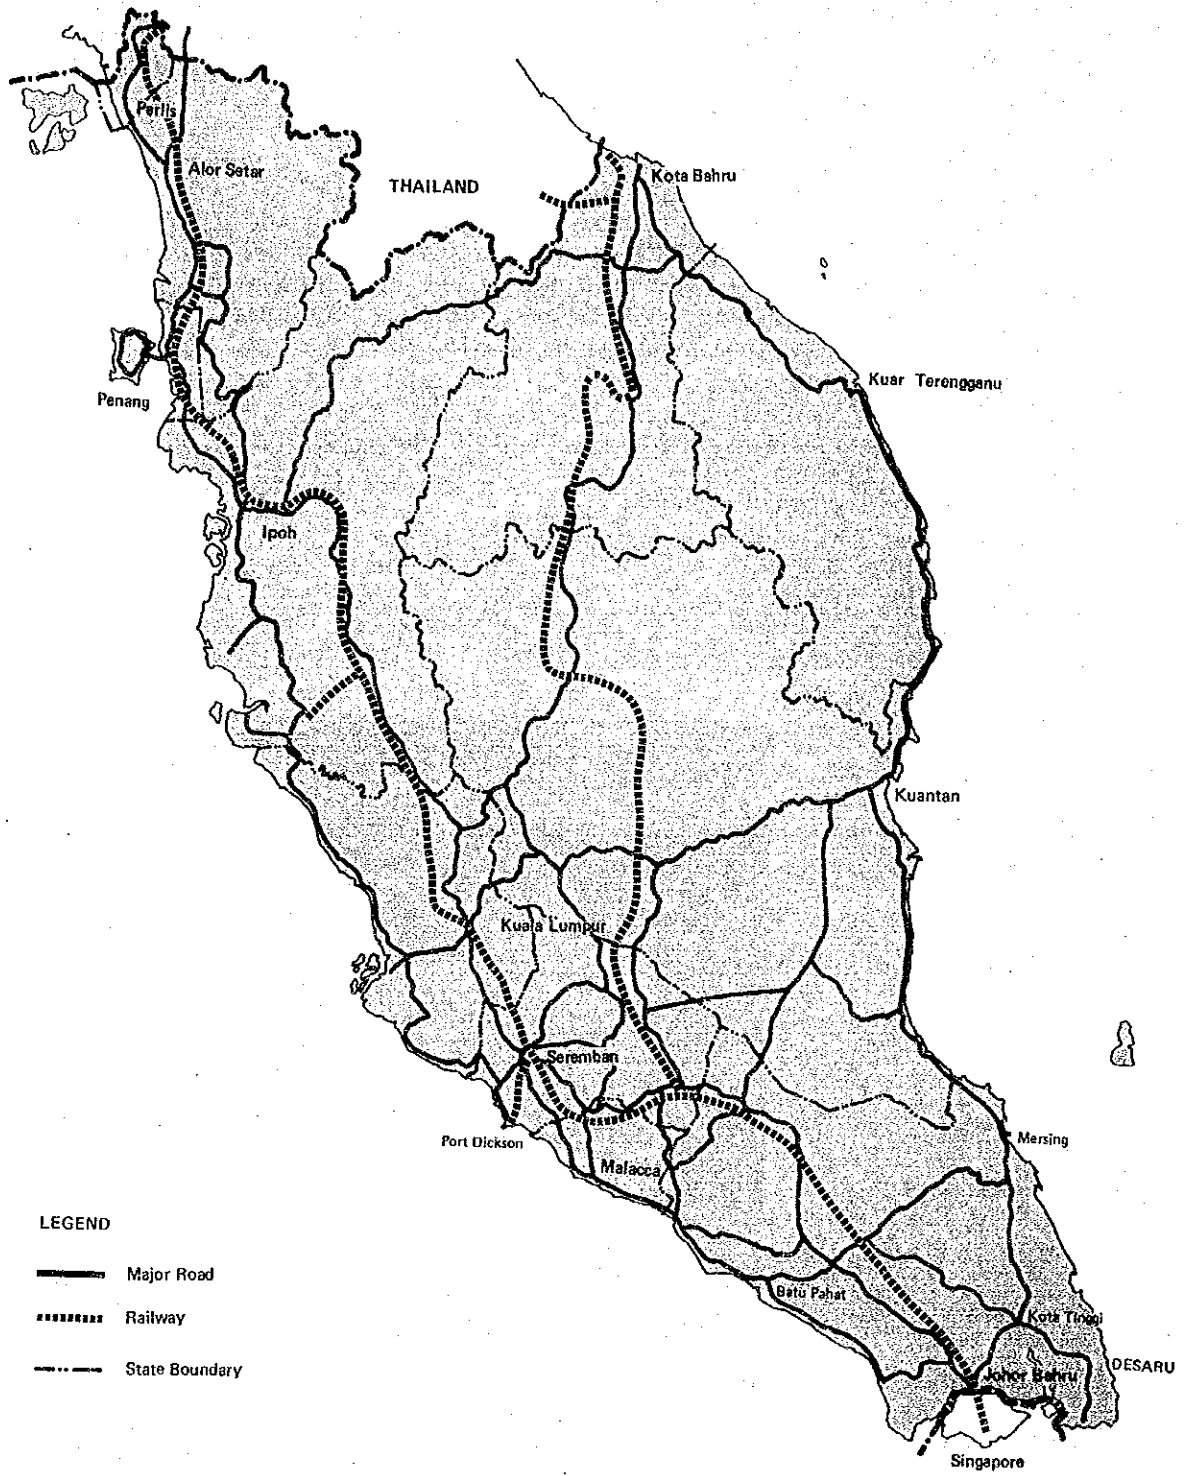 Perlis
Alor Setar
THAILAND
Kota Bahru
Kuar Terengganu
Penang
Ipoh
Kuantan
Kuala Lumpur
Seremban
Port Dickson
Malacca
Mersing
LEGEND
Major Road
Railway
State Boundary
Batu Pahat
Kota Tinggi
DESARU
Johor Bahru
Singapore